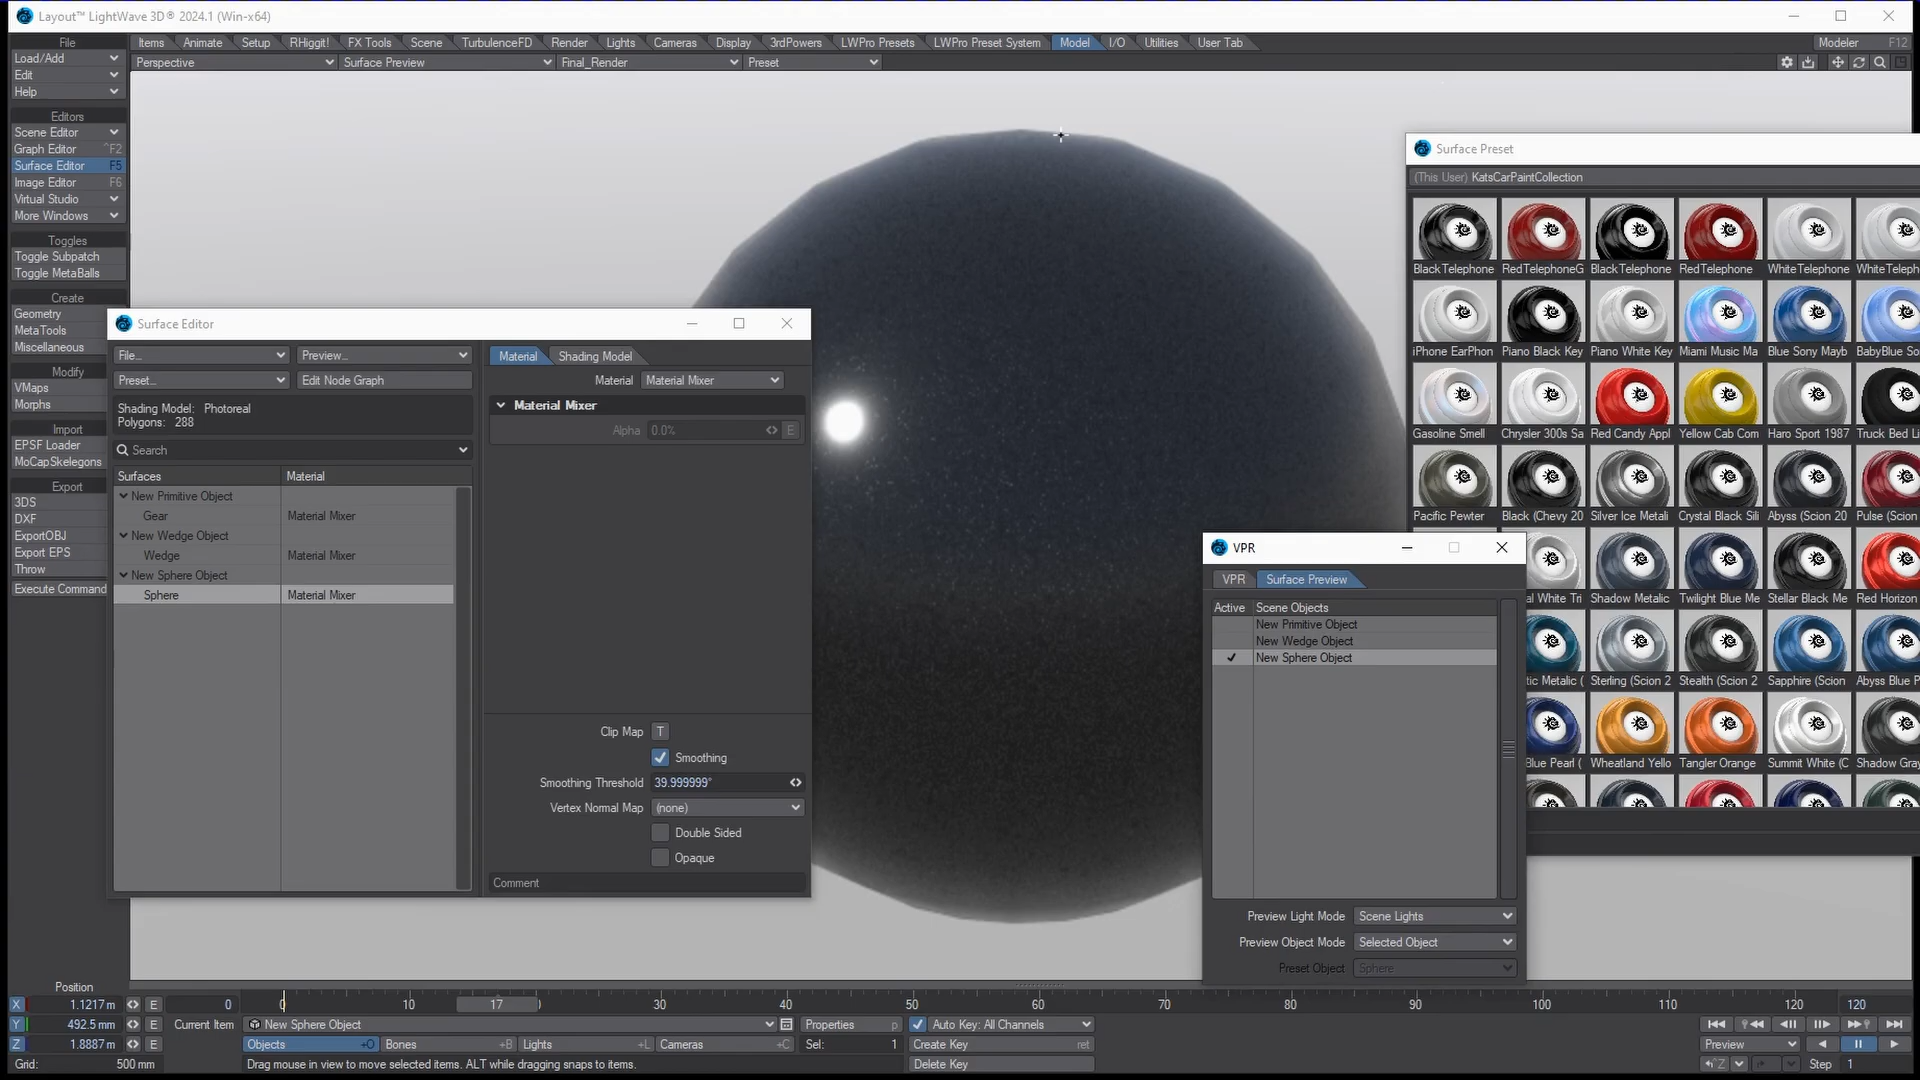 Layout™ LightWave 3D® 2024.1 (Win-x64)
File
Items
Animate
Setup
RHiggit!
FX Tools
Scene
TurbulenceFD
Render
Lights
Cameras
Display
3rdPowers
LWPro Presets
LWPro Preset System
Model
I/O
Utilities
User Tab
Modeler F12
Load/Add
Perspective
Surface Preview
Final_Render
Preset
Edit
Help
Editors
Scene Editor
Graph Editor ^F2
Surface Editor F5
Image Editor F6
Virtual Studio
More Windows
Toggles
Toggle Subpatch
Toggle MetaBalls
Create
Geometry
MetaTools
Miscellaneous
Modify
VMaps
Morphs
Import
EPSF Loader
MoCapSkelegons
Export
3DS
DXF
ExportOBJ
Export EPS
Throw
Execute Command
Surface Editor
File...
Preview...
Preset...
Edit Node Graph
Shading Model: Photoreal
Polygons: 288
Search
Surfaces Material
New Primitive Object
Gear Material Mixer
New Wedge Object
Wedge Material Mixer
New Sphere Object
Sphere Material Mixer
Material
Shading Model
Material Material Mixer
Material Mixer
Alpha 0.0% E
Clip Map T
Smoothing
Smoothing Threshold 39.999999°
Vertex Normal Map (none)
Double Sided
Opaque
Comment
Surface Preset
(This User) KatsCarPaintCollection
BlackTelephone RedTelephoneG BlackTelephone RedTelephone WhiteTelephone WhiteTeleph
iPhone EarPhon Piano Black Key Piano White Key Miami Music Ma Blue Sony Mayb BabyBlue So
Gasoline Smell Chrysler 300s Sa Red Candy Appl Yellow Cab Com Haro Sport 1987 Truck Bed Li
Pacific Pewter Black (Chevy 20 Silver Ice Metali Crystal Black Sili Abyss (Scion 20 Pulse (Scion
al White Tri Shadow Metalic Twilight Blue Me Stellar Black Me Red Horizon
tic Metalic ( Sterling (Scion 2 Stealth (Scion 2 Sapphire (Scion Abyss Blue P
Blue Pearl ( Wheatland Yello Tangler Orange Summit White (C Shadow Gray
VPR
VPR
Surface Preview
Active Scene Objects
New Primitive Object
New Wedge Object
New Sphere Object
Preview Light Mode Scene Lights
Preview Object Mode Selected Object
Preset Object Sphere
Position
X 1.1217 m E
0 0 10 17 30 40 50 60 70 80 90 100 110 120 120
Y 492.5 mm E
Current Item New Sphere Object
Properties p
Auto Key: All Channels
Z 1.8887 m E
Objects +O
Bones +B
Lights +L
Cameras +C
Sel: 1
Create Key ret
Preview
Grid: 500 mm
Drag mouse in view to move selected items. ALT while dragging snaps to items.
Delete Key
^Z
Step 1